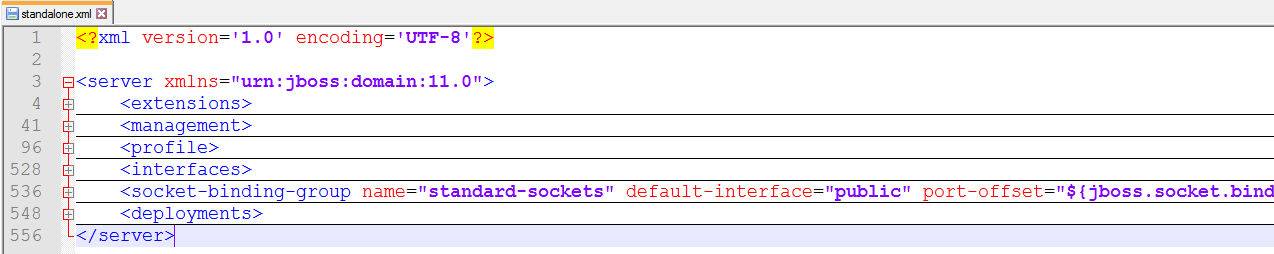 standalone.xml
1 <?xml version='1.0' encoding='UTF-8'?>
2
3 <server xmlns="urn:jboss:domain:11.0">
4 <extensions>
41 <management>
96 <profile>
528 <interfaces>
536 <socket-binding-group name="standard-sockets" default-interface="public" port-offset="${jboss.socket.bind
548 <deployments>
556 </server>